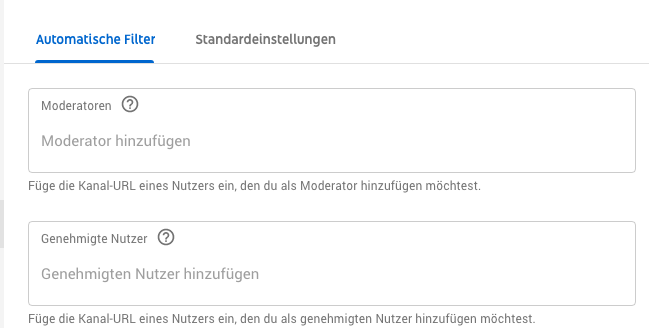 Automatische Filter Standardeinstellungen
Moderatoren ?
Moderator hinzufügen
Füge die Kanal-URL eines Nutzers ein, den du als Moderator hinzufügen möchtest.
Genehmigte Nutzer ?
Genehmigten Nutzer hinzufügen
Füge die Kanal-URL eines Nutzers ein, den du als genehmigten Nutzer hinzufügen möchtest.